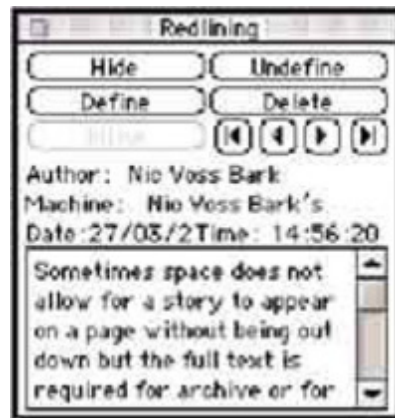 Redlining
Hide Undefine
Define Delete
Author: Nic Voss Bark
Machine: Nic Voss Bark's
Date:27/03/2Time: 14:56:20
Sometimes space does not
allow for a story to appear
on a page without being cut
down but the full text is
required for archive or for